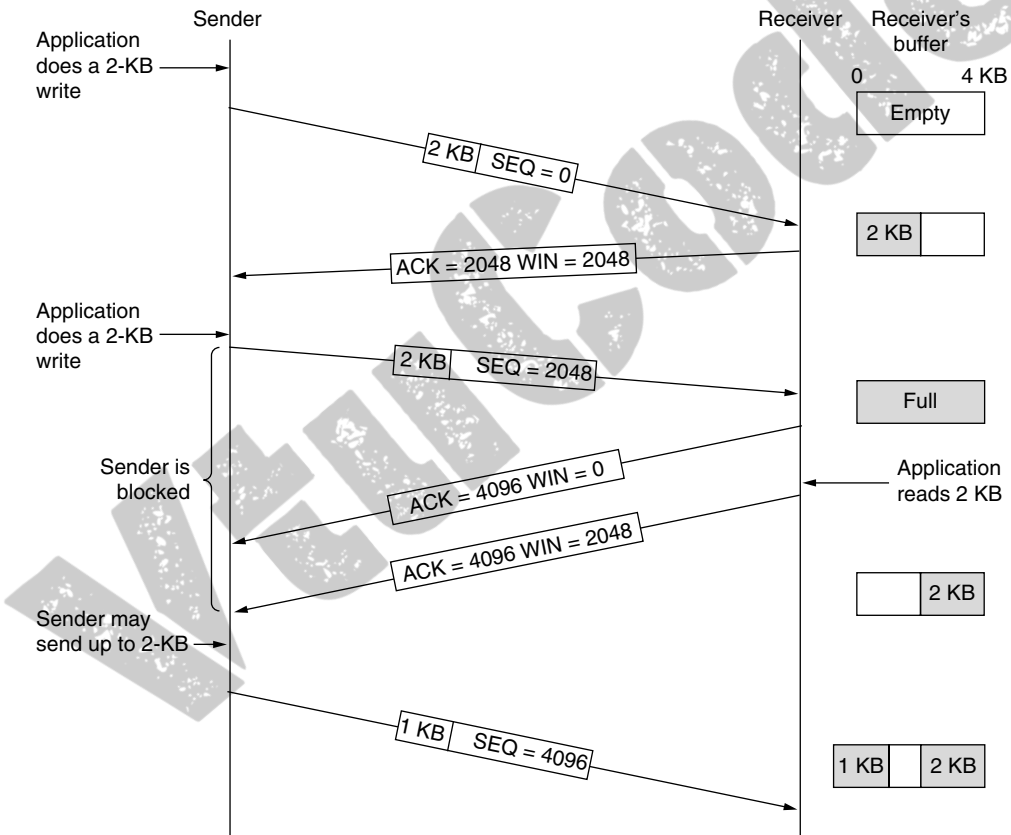 Sender
Receiver
Receiver's
buffer
Application
does a 2-KB
write
0
4 KB
Empty
2 KB
SEQ = 0
2 KB
ACK = 2048 WIN = 2048
Application
does a 2-KB
write
2 KB
SEQ = 2048
Full
Sender is
blocked
Application
reads 2 KB
ACK = 4096 WIN = 0
ACK = 4096 WIN = 2048
2 KB
Sender may
send up to 2-KB
1 KB
SEQ = 4096
1 KB
2 KB